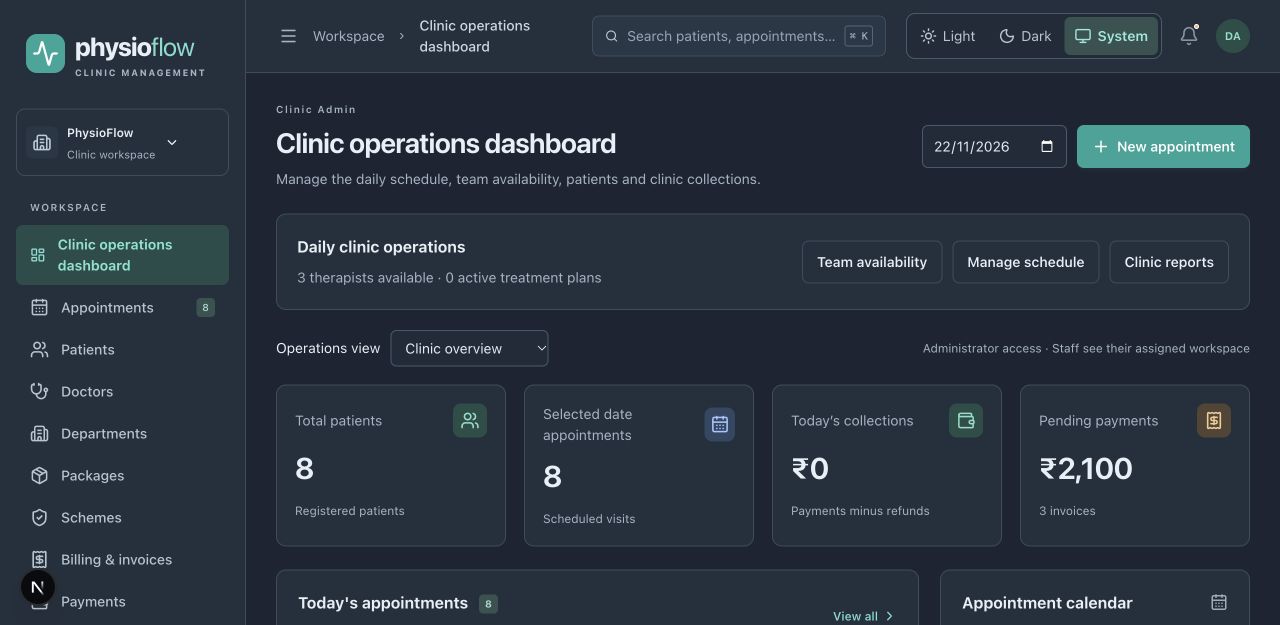 physioflow
CLINIC MANAGEMENT
PhysioFlow
Clinic workspace
WORKSPACE
Clinic operations
dashboard
Appointments 8
Patients
Doctors
Departments
Packages
Schemes
Billing & invoices
N
Payments
Workspace › Clinic operations
dashboard
Search patients, appointments... ⌘ K
Light Dark System
DA
Clinic Admin
Clinic operations dashboard
Manage the daily schedule, team availability, patients and clinic collections.
22/11/2026
+ New appointment
Daily clinic operations
3 therapists available · 0 active treatment plans
Team availability
Manage schedule
Clinic reports
Operations view Clinic overview
Administrator access · Staff see their assigned workspace
Total patients
8
Registered patients
Selected date
appointments
8
Scheduled visits
Today's collections
₹0
Payments minus refunds
Pending payments
₹2,100
3 invoices
Today's appointments 8
View all
Appointment calendar